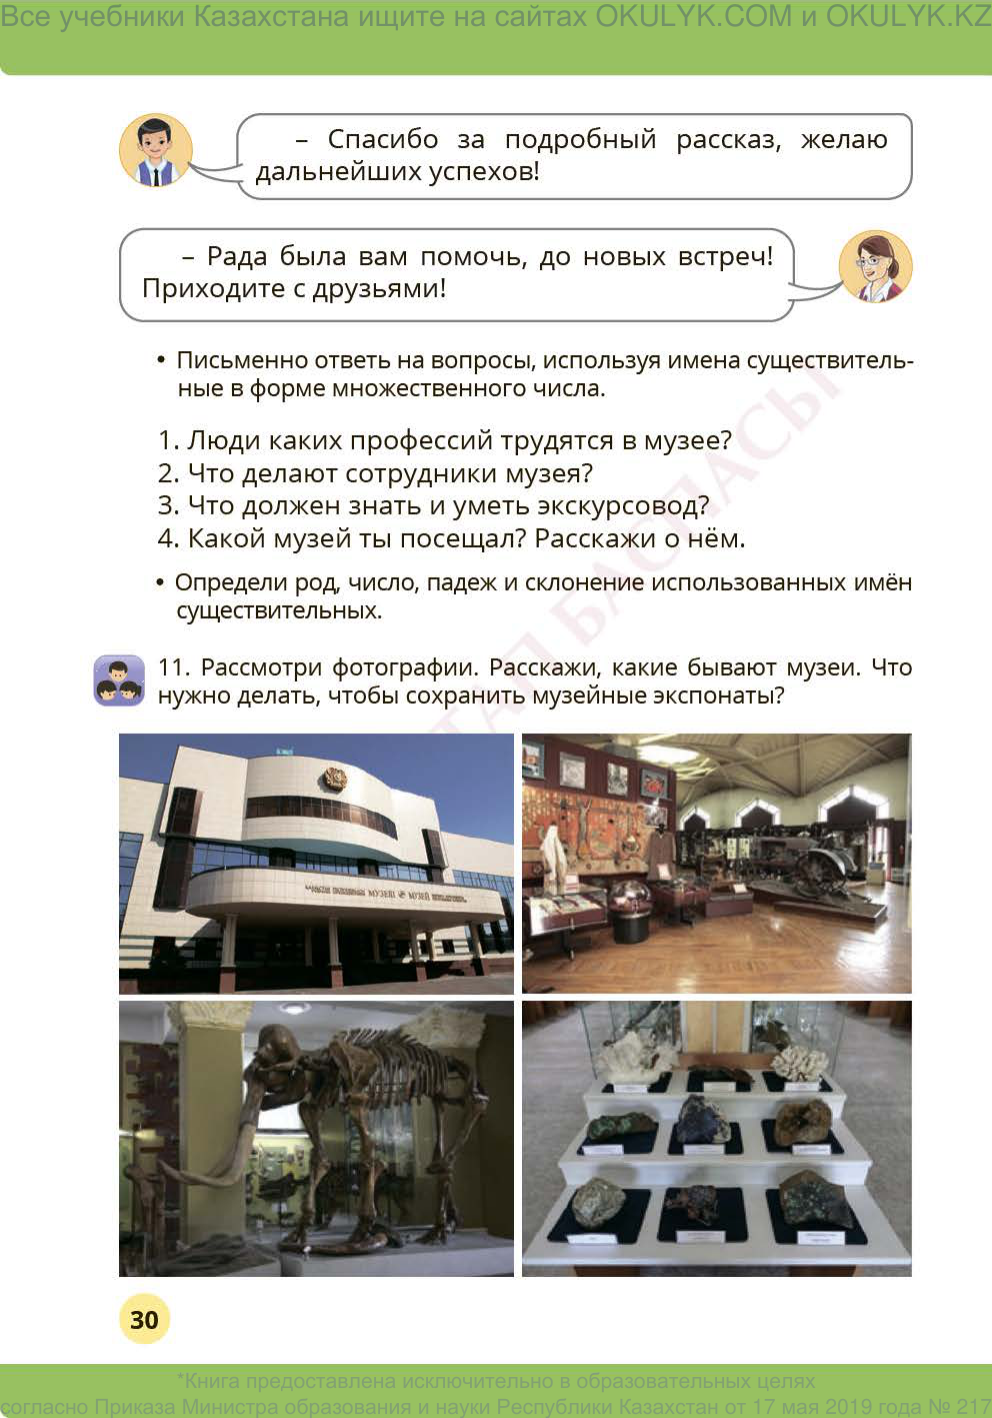 Все учебники Казахстана ищите на сайтах OKULYK.COM и OKULYK.KZ
– Спасибо за подробный рассказ, желаю
дальнейших успехов!
– Рада была вам помочь, до новых встреч!
Приходите с друзьями!
• Письменно ответь на вопросы, используя имена существитель-
ные в форме множественного числа.
1. Люди каких профессий трудятся в музее?
2. Что делают сотрудники музея?
3. Что должен знать и уметь экскурсовод?
4. Какой музей ты посещал? Расскажи о нём.
• Определи род, число, падеж и склонение использованных имён
существительных.
11. Рассмотри фотографии. Расскажи, какие бывают музеи. Что
нужно делать, чтобы сохранить музейные экспонаты?
МУЗЕЙІ МУЗЕЙ
30
*Книга предоставлена исключительно в образовательных целях
согласно Приказа Министра образования и науки Республики Казахстан от 17 мая 2019 года № 217